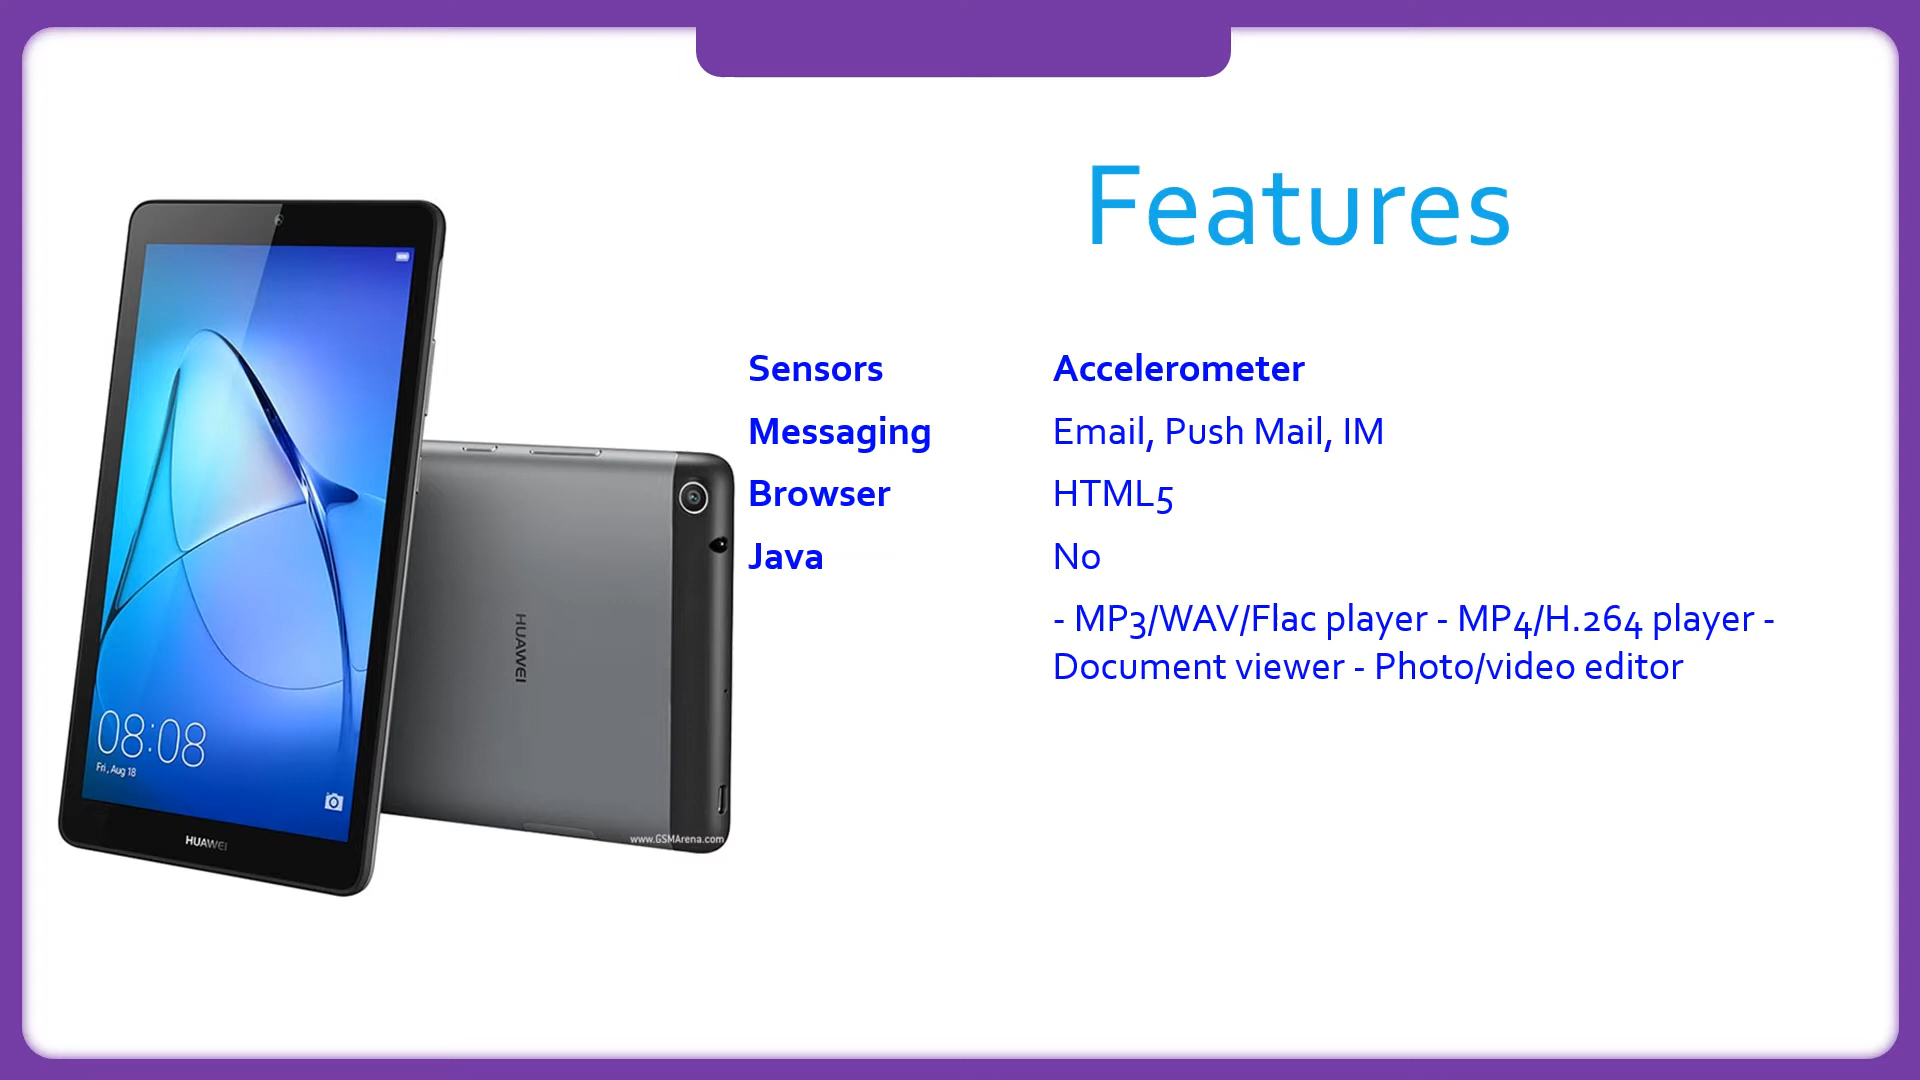 Features
Sensors Accelerometer
Messaging Email, Push Mail, IM
Browser HTML5
Java No
- MP3/WAV/Flac player - MP4/H.264 player -
Document viewer - Photo/video editor
08:08
Fri, Aug 18
HUAWEI
HUAWEI
www.GSMArena.com